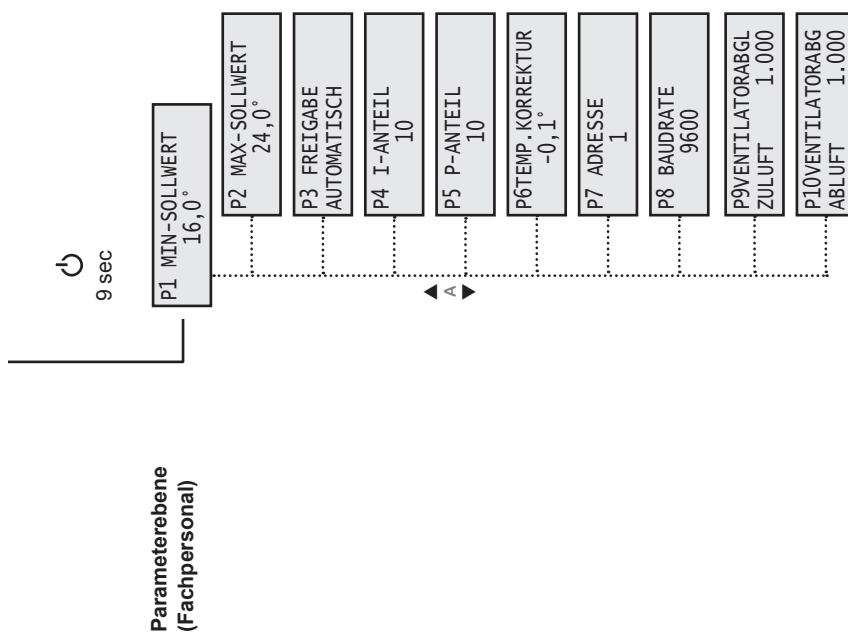 9 sec
Parameterebene
(Fachpersonal)
P1 MIN-SOLLWERT
16,0°
P2 MAX-SOLLWERT
24,0°
P3 FREIGABE
AUTOMATISCH
P4 I-ANTEIL
10
P5 P-ANTEIL
10
P6TEMP.KORREKTUR
-0,1°
P7 ADRESSE
1
P8 BAUDRATE
9600
P9VENTILATORABGL
ZULUFT 1.000
P10VENTILATORABG
ABLUFT 1.000
A